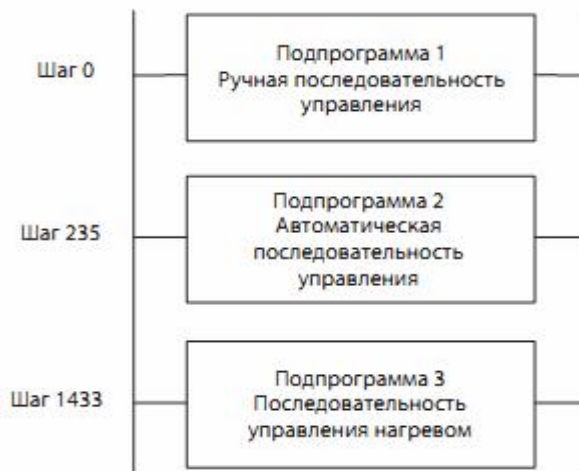 Шаг 0
Подпрограмма 1
Ручная последовательность
управления
Шаг 235
Подпрограмма 2
Автоматическая
последовательность
управления
Шаг 1433
Подпрограмма 3
Последовательность
управления нагревом